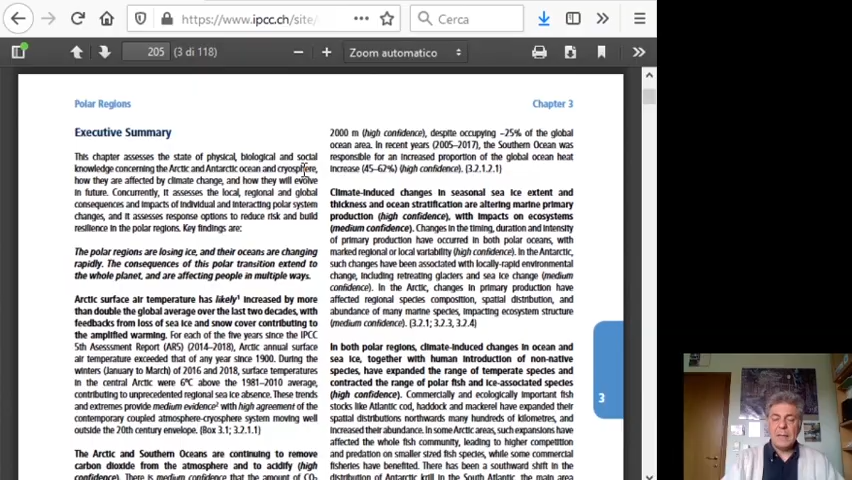 https://www.ipcc.ch/site/
Cerca
205 (3 di 118)
Zoom automatico
Polar Regions
Chapter 3
Executive Summary
This chapter assesses the state of physical, biological and social
knowledge concerning the Arctic and Antarctic ocean and cryosphere,
how they are affected by climate change, and how they will evolve
in future. Concurrently, it assesses the local, regional and global
consequences and impacts of individual and interacting polar system
changes, and it assesses response options to reduce risk and build
resilience in the polar regions. Key findings are:
The polar regions are losing ice, and their oceans are changing
rapidly. The consequences of this polar transition extend to
the whole planet, and are affecting people in multiple ways.
Arctic surface air temperature has likely1 increased by more
than double the global average over the last two decades, with
feedbacks from loss of sea ice and snow cover contributing to
the amplified warming. For each of the five years since the IPCC
5th Assessment Report (AR5) (2014–2018), Arctic annual surface
air temperature exceeded that of any year since 1900. During the
winters (January to March) of 2016 and 2018, surface temperatures
in the central Arctic were 6ºC above the 1981–2010 average,
contributing to unprecedented regional sea ice absence. These trends
and extremes provide medium evidence2 with high agreement of the
contemporary coupled atmosphere-cryosphere system moving well
outside the 20th century envelope. (Box 3.1; 3.2.1.1)
The Arctic and Southern Oceans are continuing to remove
carbon dioxide from the atmosphere and to acidify (high
confidence). There is medium confidence that the amount of CO2
2000 m (high confidence), despite occupying ~25% of the global
ocean area. In recent years (2005–2017), the Southern Ocean was
responsible for an increased proportion of the global ocean heat
increase (45–62%) (high confidence). (3.2.1.2.1)
Climate-induced changes in seasonal sea ice extent and
thickness and ocean stratification are altering marine primary
production (high confidence), with impacts on ecosystems
(medium confidence). Changes in the timing, duration and intensity
of primary production have occurred in both polar oceans, with
marked regional or local variability (high confidence). In the Antarctic,
such changes have been associated with locally-rapid environmental
change, including retreating glaciers and sea ice change (medium
confidence). In the Arctic, changes in primary production have
affected regional species composition, spatial distribution, and
abundance of many marine species, impacting ecosystem structure
(medium confidence). (3.2.1; 3.2.3, 3.2.4)
In both polar regions, climate-induced changes in ocean and
sea ice, together with human introduction of non-native
species, have expanded the range of temperate species and
contracted the range of polar fish and ice-associated species
(high confidence). Commercially and ecologically important fish
stocks like Atlantic cod, haddock and mackerel have expanded their
spatial distributions northwards many hundreds of kilometres, and
increased their abundance. In some Arctic areas, such expansions have
affected the whole fish community, leading to higher competition
and predation on smaller sized fish species, while some commercial
fisheries have benefited. There has been a southward shift in the
distribution of Antarctic krill in the South Atlantic, the main area
3